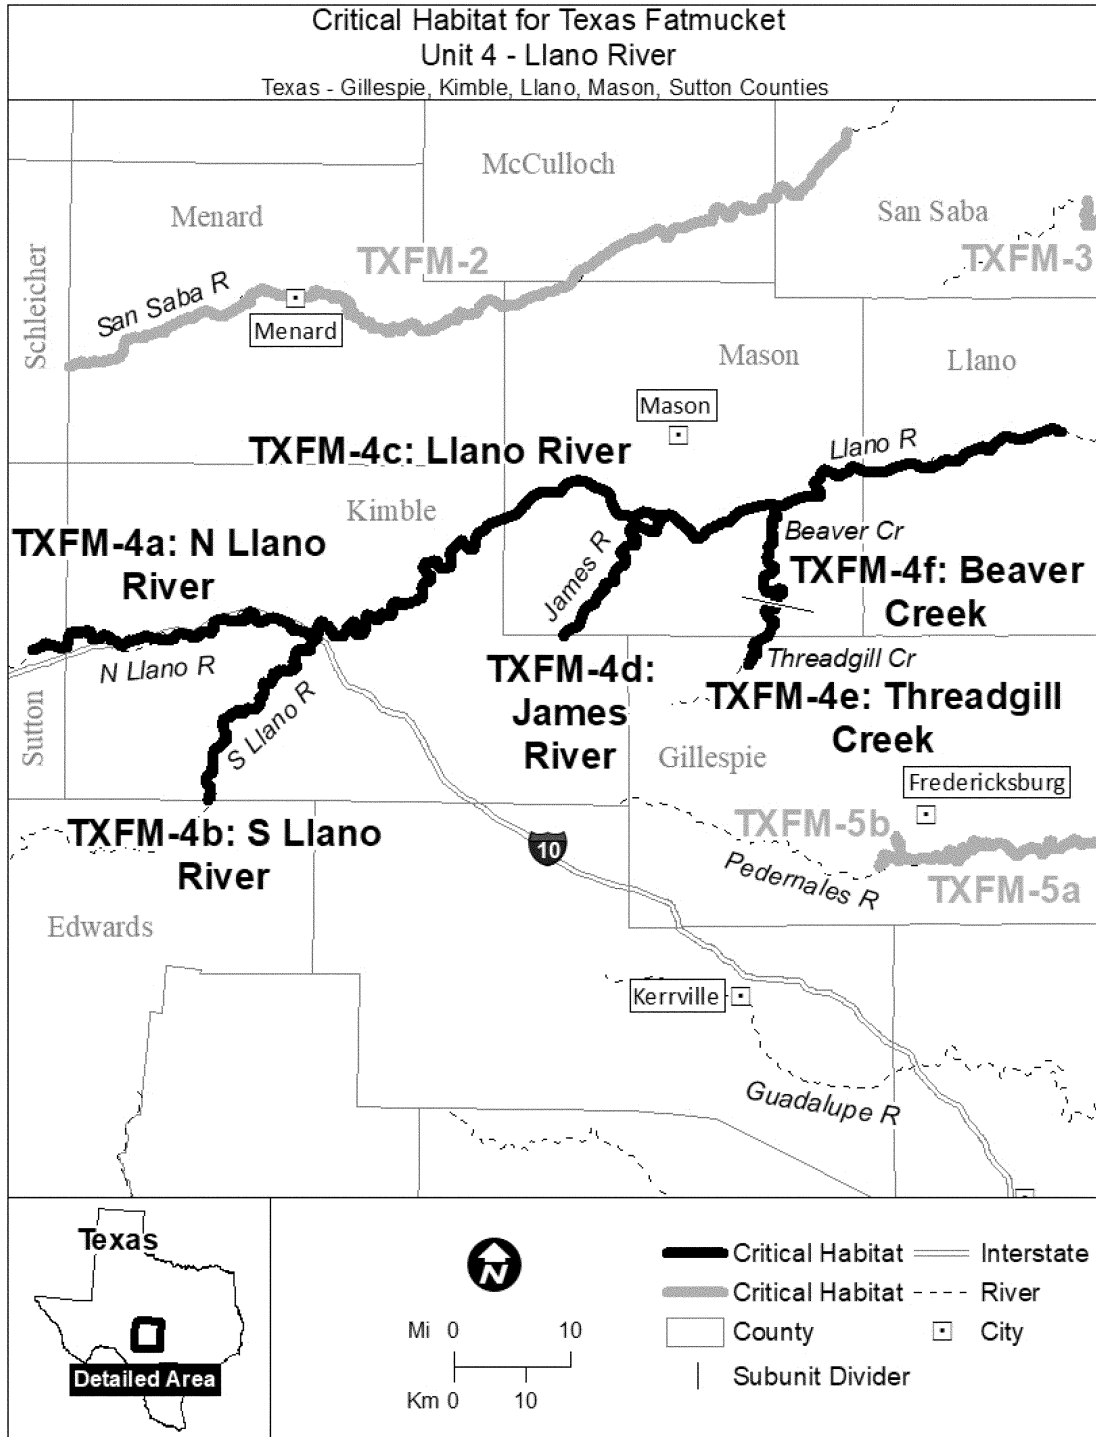 Critical Habitat for Texas Fatmucket
Unit 4 - Llano River
Texas - Gillespie, Kimble, Llano, Mason, Sutton Counties
McCulloch
Menard
San Saba
TXFM-2
TXFM-3
Schleicher
San Saba R
Menard
Mason
Llano
Mason
TXFM-4c: Llano River
Llano R
Kimble
TXFM-4a: N Llano
River
Beaver Cr
James R
TXFM-4f: Beaver
Creek
N Llano R
Threadgill Cr
TXFM-4d:
James
River
TXFM-4e: Threadgill
Creek
Sutton
S Llano R
Gillespie
Fredericksburg
TXFM-4b: S Llano
River
TXFM-5b
10
Pedernales R
TXFM-5a
Edwards
Kerrville
Guadalupe R
Texas
Detailed Area
N
Mi 0 10
Km 0 10
Critical Habitat
Interstate
Critical Habitat
River
County
City
Subunit Divider